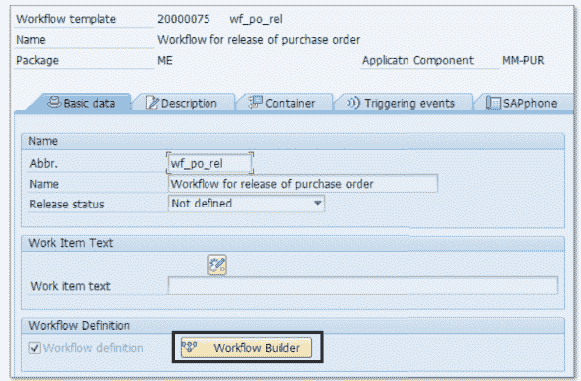 Workflow template 20000075 wf_po_rel
Name Workflow for release of purchase order
Package ME Applicatn Component MM-PUR
Basic data Description Container Triggering events SAPphone
Name
Abbr. wf_po_rel
Name Workflow for release of purchase order
Release status Not defined
Work Item Text
Work item text
Workflow Definition
Workflow definition Workflow Builder